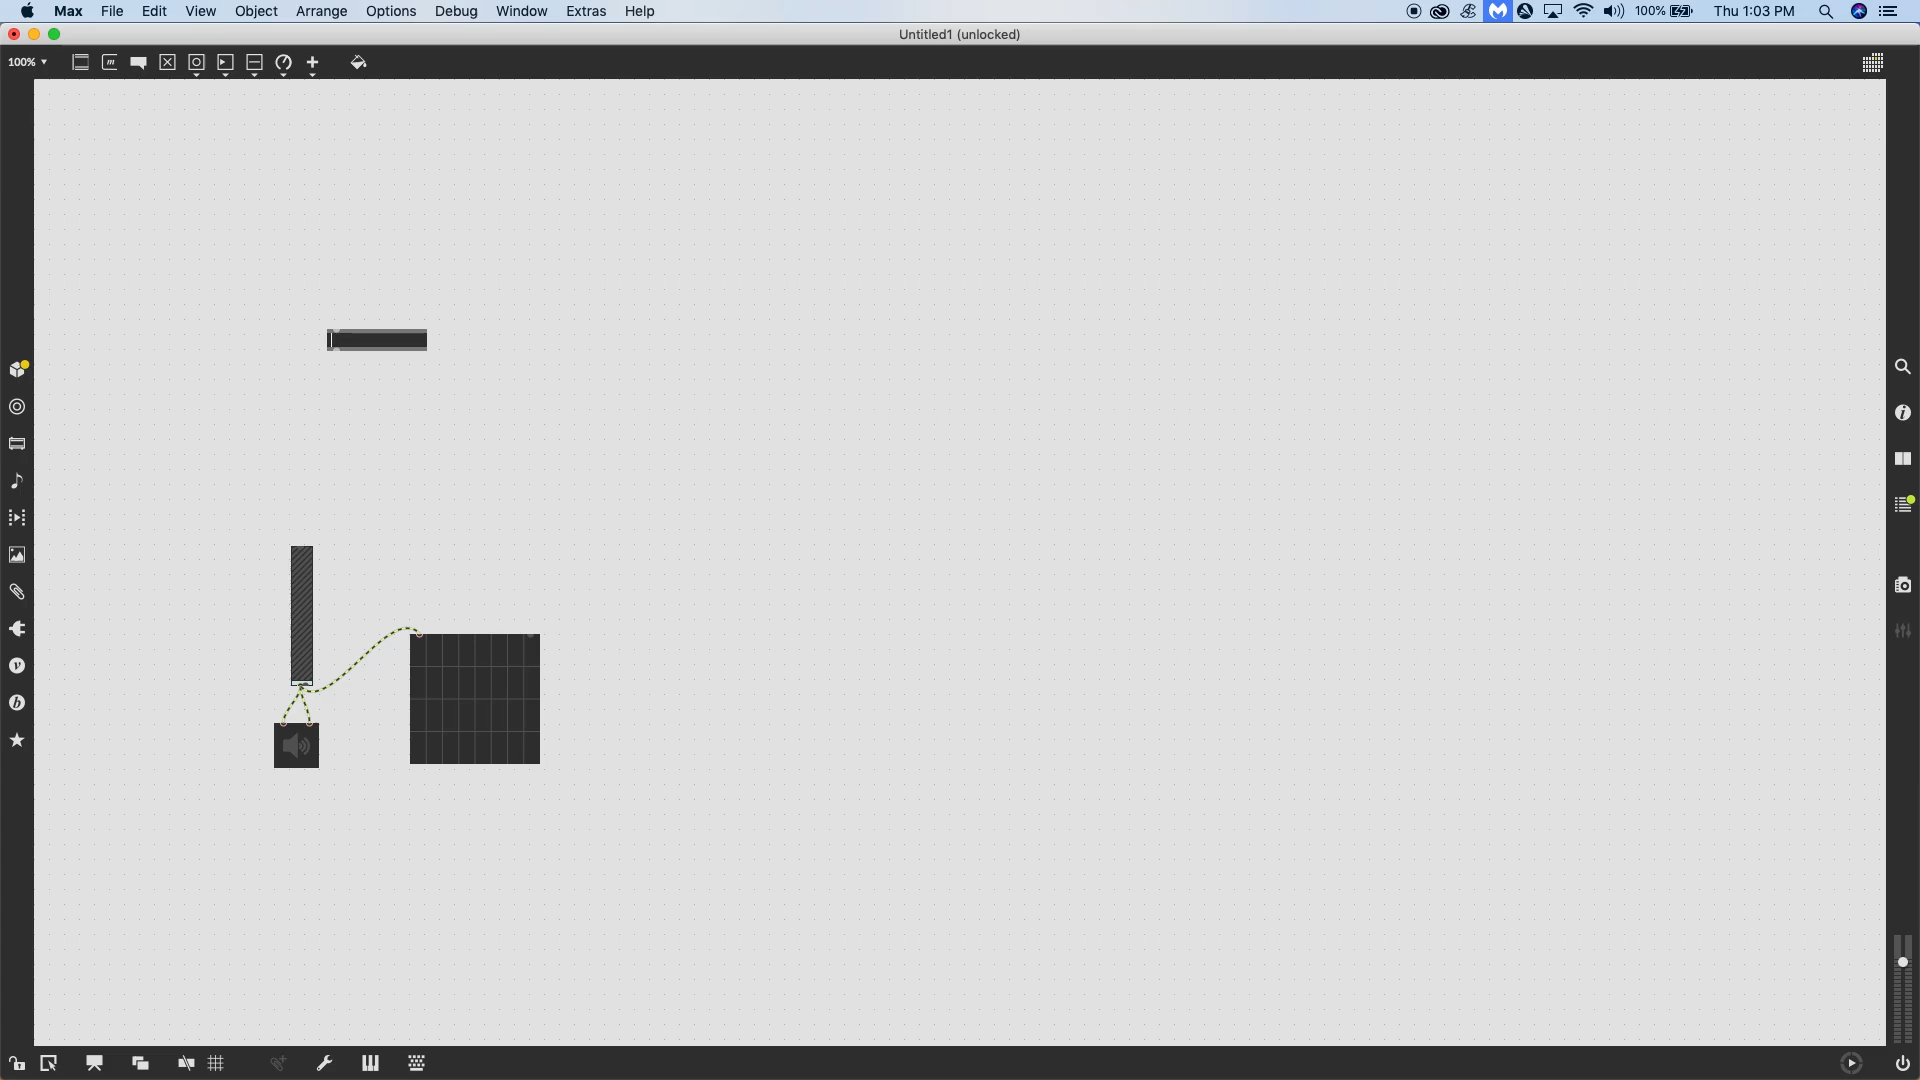 Max File Edit View Object Arrange Options Debug Window Extras Help 100% Thu 1:03 PM
Untitled1 (unlocked)
100%